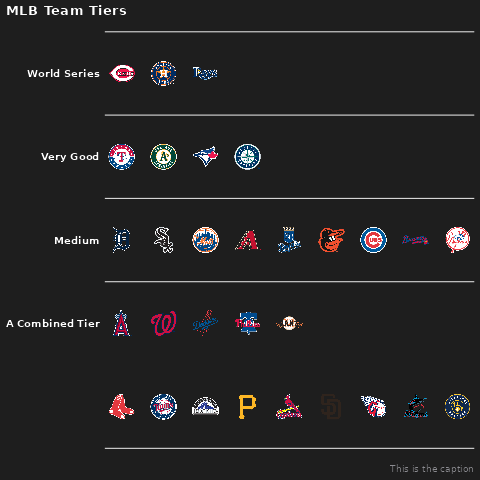 MLB Team Tiers
World Series
Very Good
Medium
A Combined Tier
This is the caption